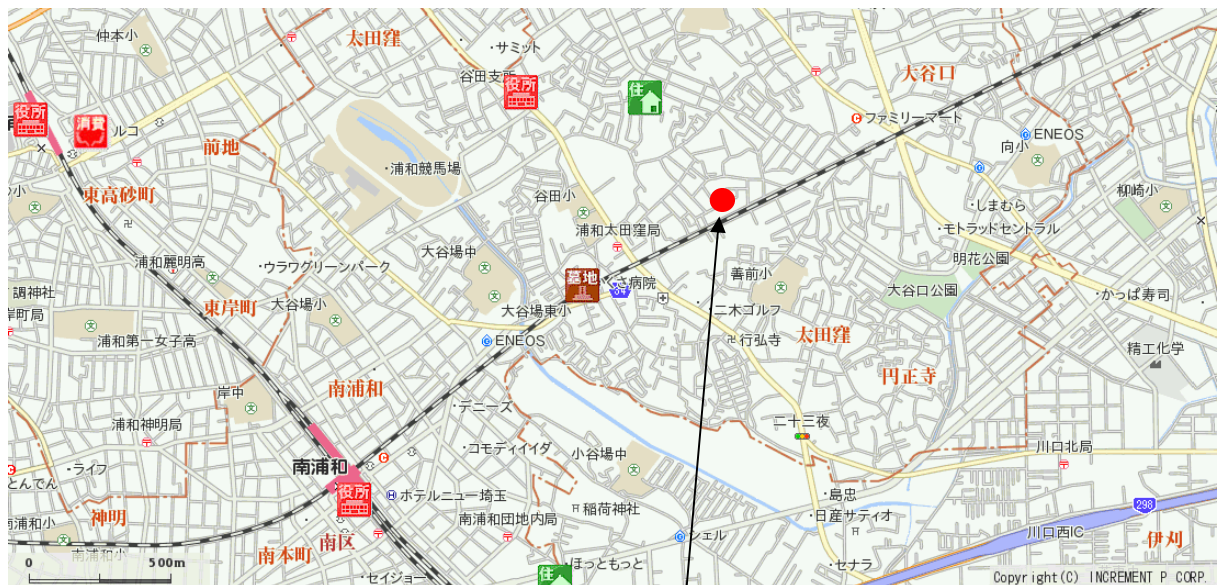 仲本小
太田窪
サミット
谷田支所
役所
住
大谷口
ファミリーマート
ENEOS
向小
役所
消費
ルコ
前地
浦和競馬場
谷田小
しまむら
柳崎小
モトラッドセントラル
東高砂町
浦和太田窪局
明花公園
浦和麗明高
ウラワグリーンパーク
大谷場中
墓地
くさ病院
善前小
大谷口公園
かっぱ寿司
調神社
岸町局
東岸町
大谷場小
大谷場東小
ENEOS
二木ゴルフ
行弘寺
太田窪
精工化学
浦和第一女子高
南浦和
円正寺
岸中
デニーズ
二十三夜
浦和神明局
コモディイイダ
小谷場中
川口北局
ライフ
とんでん
南浦和
役所
ホテルニュー埼玉
島忠
298
神明
稲荷神社
日産サティオ
南浦和団地内局
シェル
川口西IC
伊刈
南浦和小
南本町
南区
ほっともっと
セナラ
0
500m
セイジョー
住
Copyright(C) INCREMENT P CORP.